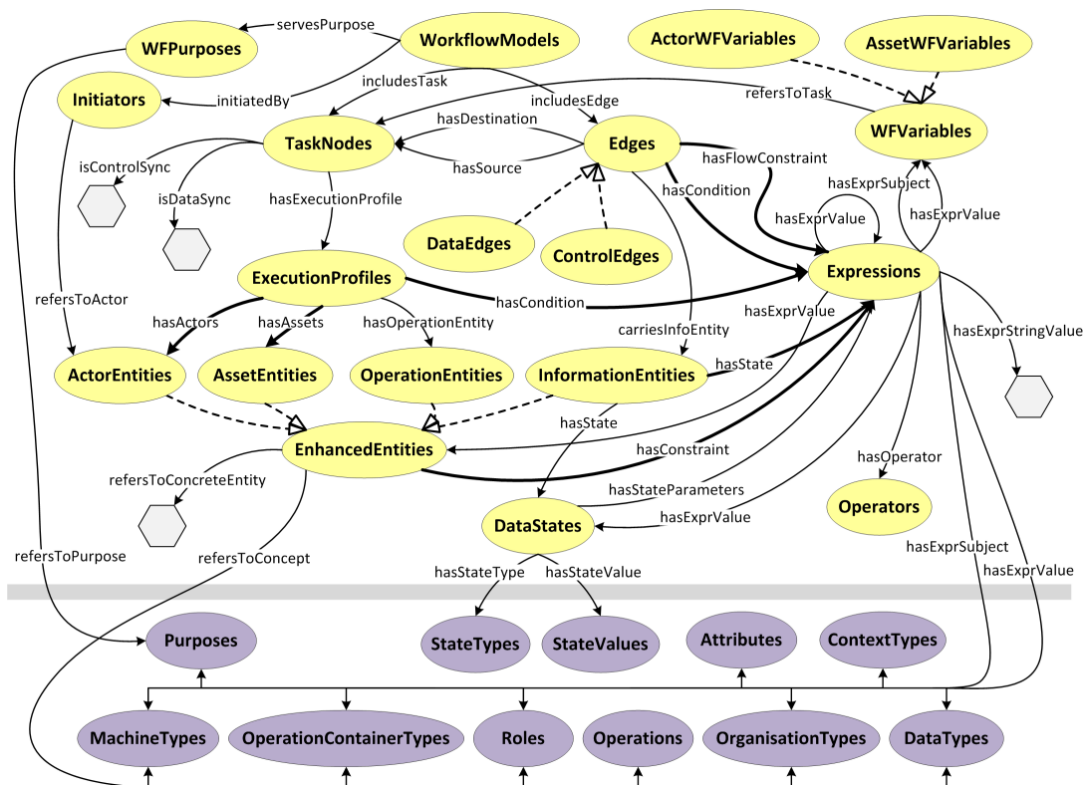 servesPurpose
WFPurposes
WorkflowModels
ActorWFVariables
AssetWFVariables
includesTask
Initiators
initiatedBy
includesEdge
refersToTask
hasDestination
TaskNodes
Edges
WFVariables
isControlSync
hasSource
hasFlowConstraint
hasCondition
hasExprSubject
isDataSync
hasExecutionProfile
hasExprValue
hasExprValue
DataEdges
ControlEdges
ExecutionProfiles
Expressions
refersToActor
hasCondition
hasExprValue
hasActors
hasAssets
hasOperationEntity
carriesInfoEntity
hasExprStringValue
ActorEntities
AssetEntities
OperationEntities
InformationEntities
hasState
hasState
EnhancedEntities
hasConstraint
hasOperator
refersToConcreteEntity
hasStateParameters
Operators
DataStates
hasExprValue
refersToPurpose
refersToConcept
hasExprSubject
hasStateType
hasStateValue
hasExprValue
Purposes
StateTypes
StateValues
Attributes
ContextTypes
MachineTypes
OperationContainerTypes
Roles
Operations
OrganisationTypes
DataTypes